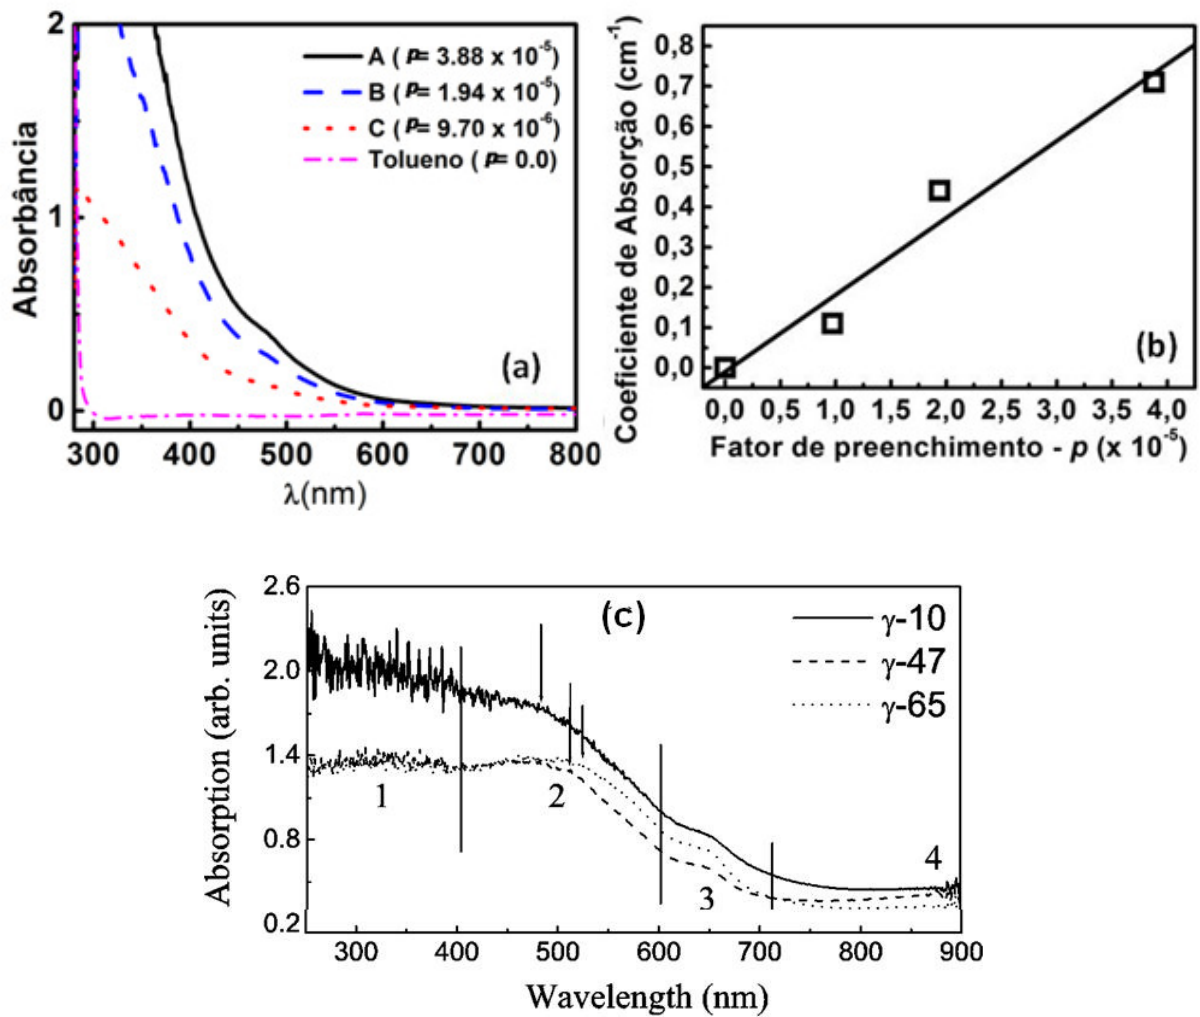 2
1
0
Absorbância
A ( p= 3.88 x 10⁻⁵)
B ( p= 1.94 x 10⁻⁵)
C ( p= 9.70 x 10⁻⁶)
Tolueno ( p= 0.0)
(a)
300 400 500 600 700 800
λ(nm)
Coeficiente de Absorção (cm⁻¹)
0,8
0,7
0,6
0,5
0,4
0,3
0,2
0,1
0,0
(b)
0,0 0,5 1,0 1,5 2,0 2,5 3,0 3,5 4,0
Fator de preenchimento - p (x 10⁻⁵)
Absorption (arb. units)
2.6
2.0
1.4
0.8
0.2
(c)
γ-10
γ-47
γ-65
1
2
3
4
300 400 500 600 700 800 900
Wavelength (nm)